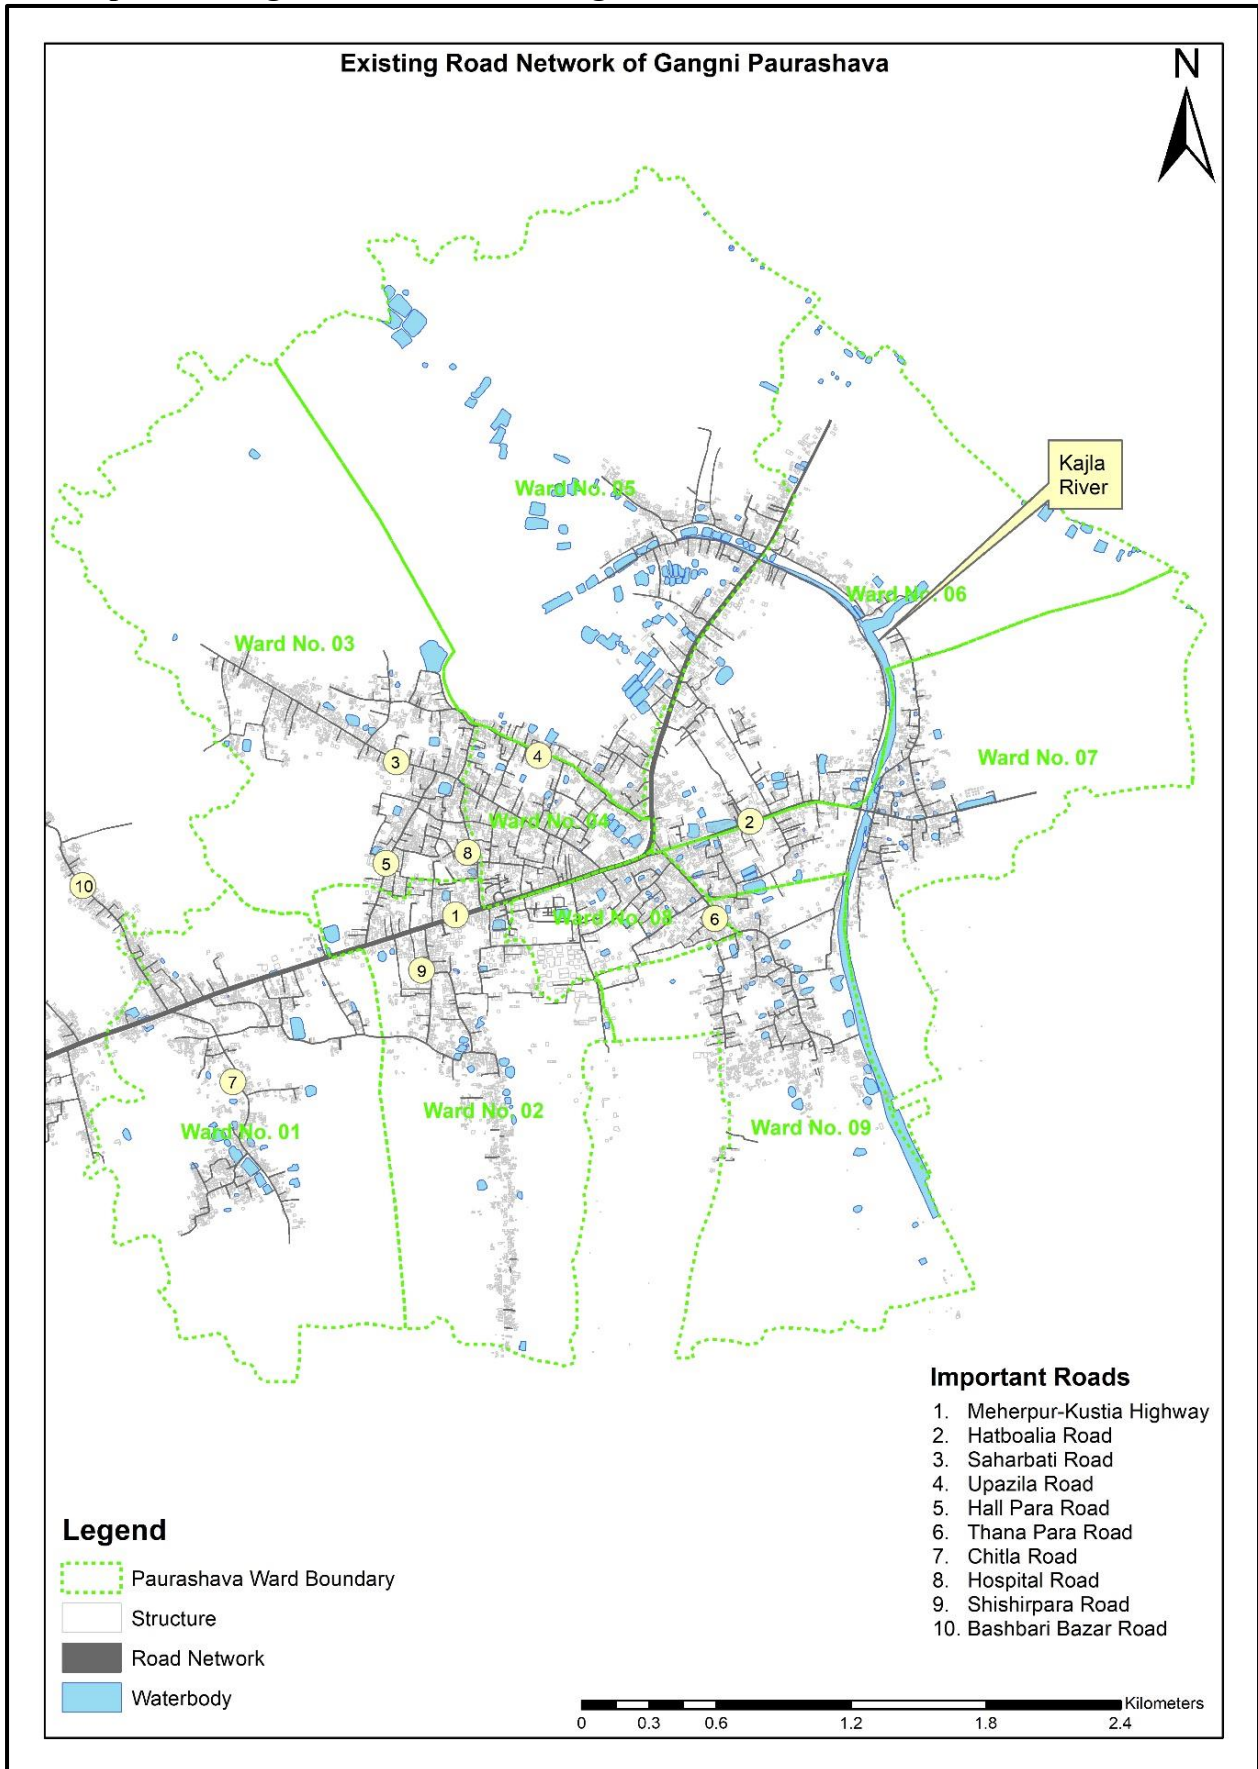 Existing Road Network of Gangni Paurashava
N
Kajla
River
Ward No. 05
Ward No. 06
Ward No. 03
Ward No. 07
4
3
Ward No. 04
2
8
5
10
1
Ward No. 08
6
9
7
Ward No. 02
Ward No. 01
Ward No. 09
Important Roads
1. Meherpur-Kustia Highway
2. Hatboalia Road
3. Saharbati Road
4. Upazila Road
5. Hall Para Road
6. Thana Para Road
7. Chitla Road
8. Hospital Road
9. Shishirpara Road
10. Bashbari Bazar Road
Legend
Paurashava Ward Boundary
Structure
Road Network
Waterbody
Kilometers
0 0.3 0.6 1.2 1.8 2.4